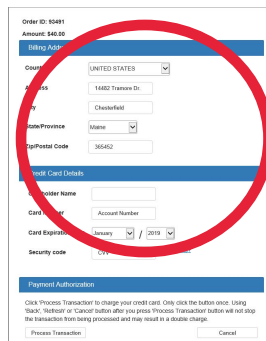 Order ID: 93491
Amount: $40.00
Billing Addr
Count UNITED STATES
A ess 14482 Tramore Dr.
y Chesterfield
State/Province Maine
Zip/Postal Code 365452
Credit Card Details
holder Name
Card Account Number
Card Expiration January / 2019
Security code CVV
Payment Authorization
Click 'Process Transaction' to charge your credit card. Only click the button once. Using
'Back', 'Refresh' or 'Cancel' button after you press 'Process Transaction' button will not stop
the transaction from being processed and may result in a double charge.
Process Transaction Cancel